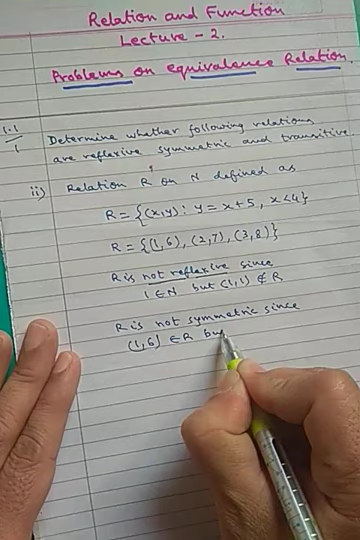 Relation and Function
Lecture - 2.
Problems on equivalence Relation.
1.1
1
Determine whether following relations
are reflexive symmetric and transitive
ii) Relation R on N defined as
R = {(x,y): y = x+5, x<4}
R = {(1,6), (2,7), (3,8)}
R is not reflexive since
1∈N but (1,1) ∉ R
R is not symmetric since
(1,6) ∈R but